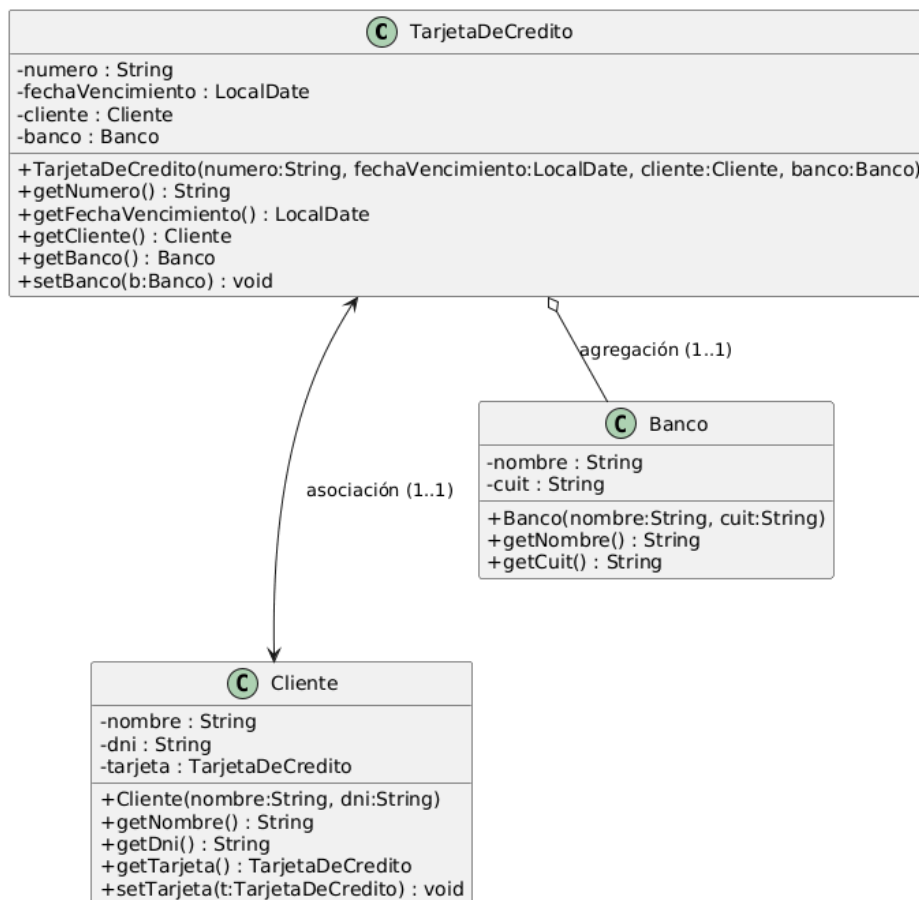 C TarjetaDeCredito
-numero : String
-fechaVencimiento : LocalDate
-cliente : Cliente
-banco : Banco
+TarjetaDeCredito(numero:String, fechaVencimiento:LocalDate, cliente:Cliente, banco:Banco)
+getNumero() : String
+getFechaVencimiento() : LocalDate
+getCliente() : Cliente
+getBanco() : Banco
+setBanco(b:Banco) : void
agregación (1..1)
C Banco
-nombre : String
-cuit : String
+Banco(nombre:String, cuit:String)
+getNombre() : String
+getCuit() : String
asociación (1..1)
C Cliente
-nombre : String
-dni : String
-tarjeta : TarjetaDeCredito
+Cliente(nombre:String, dni:String)
+getNombre() : String
+getDni() : String
+getTarjeta() : TarjetaDeCredito
+setTarjeta(t:TarjetaDeCredito) : void